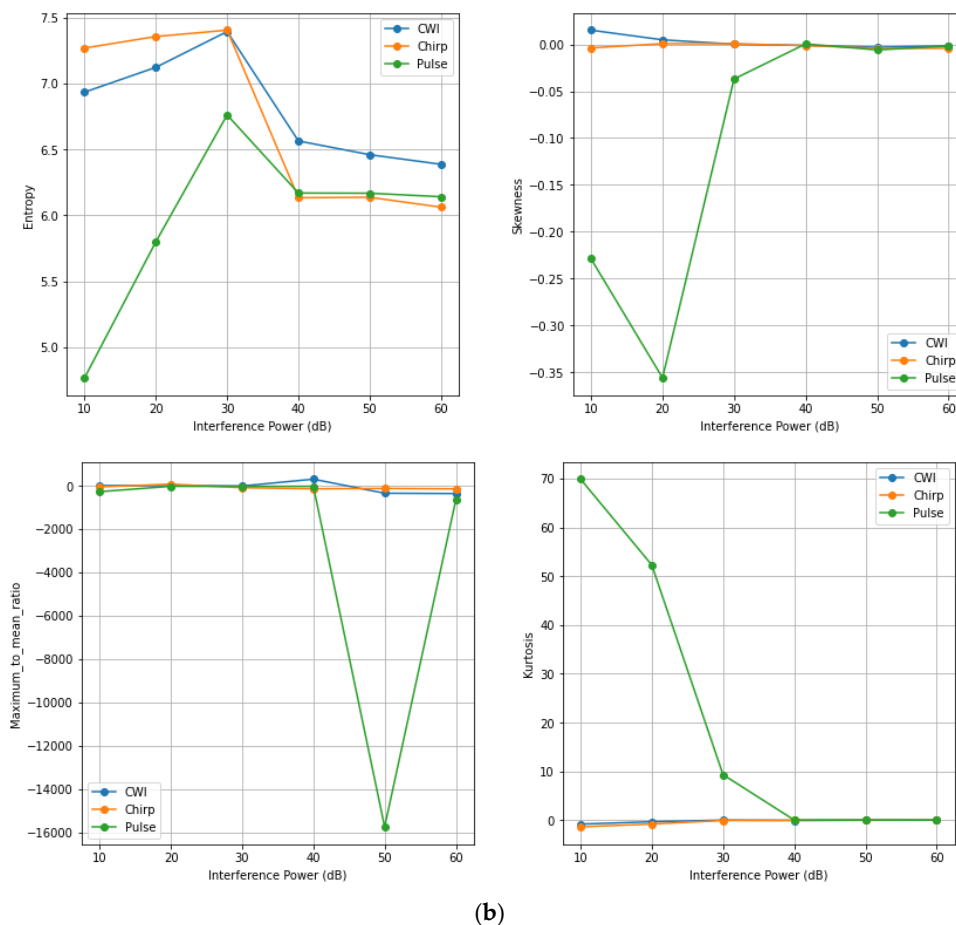 7.5
7.0
6.5
6.0
5.5
5.0
Entropy
CWI
Chirp
Pulse
10 20 30 40 50 60
Interference Power (dB)
0.00
−0.05
−0.10
−0.15
−0.20
−0.25
−0.30
−0.35
Skewness
CWI
Chirp
Pulse
10 20 30 40 50 60
Interference Power (dB)
0
−2000
−4000
−6000
−8000
−10000
−12000
−14000
−16000
Maximum_to_mean_ratio
CWI
Chirp
Pulse
10 20 30 40 50 60
Interference Power (dB)
70
60
50
40
30
20
10
0
Kurtosis
CWI
Chirp
Pulse
10 20 30 40 50 60
Interference Power (dB)
(b)